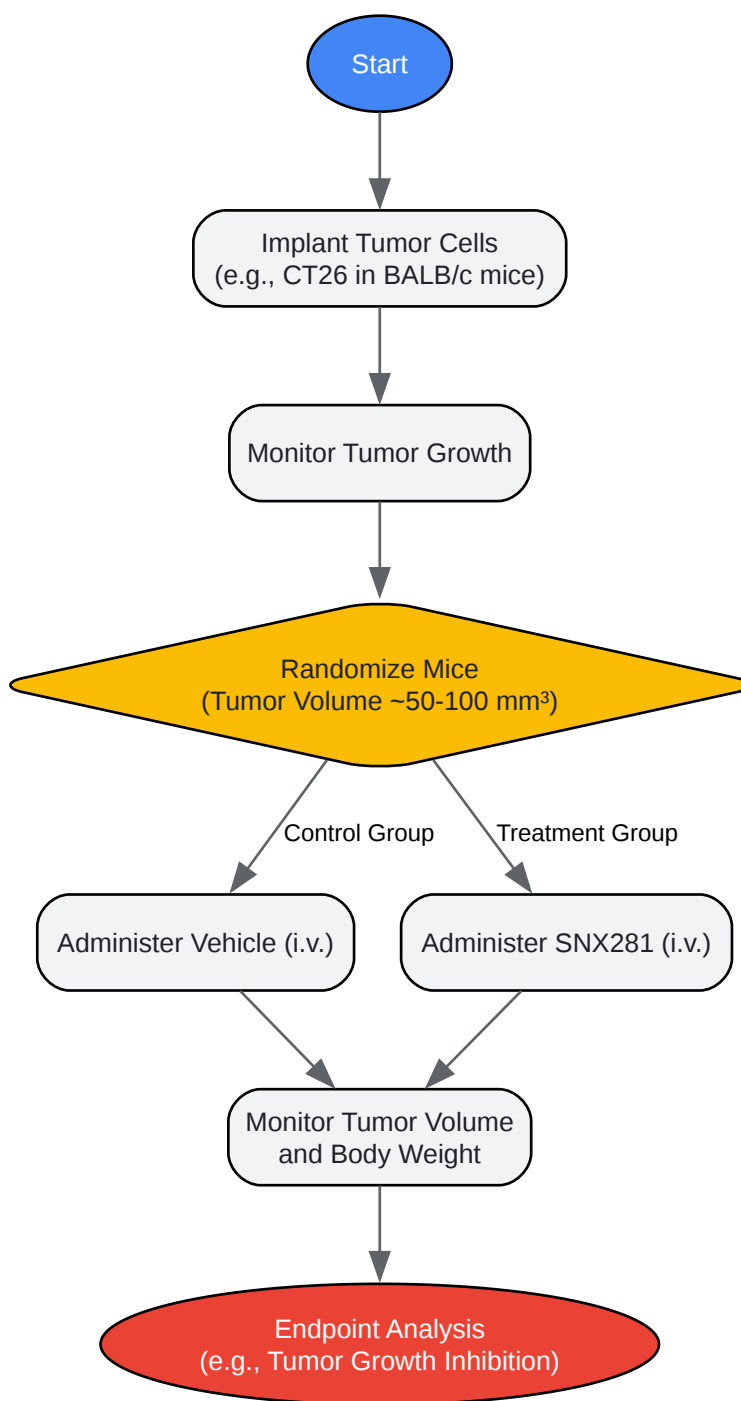 Start
Implant Tumor Cells
(e.g., CT26 in BALB/c mice)
Monitor Tumor Growth
Randomize Mice
(Tumor Volume ~50-100 mm³)
Control Group
Treatment Group
Administer Vehicle (i.v.)
Administer SNX281 (i.v.)
Monitor Tumor Volume
and Body Weight
Endpoint Analysis
(e.g., Tumor Growth Inhibition)